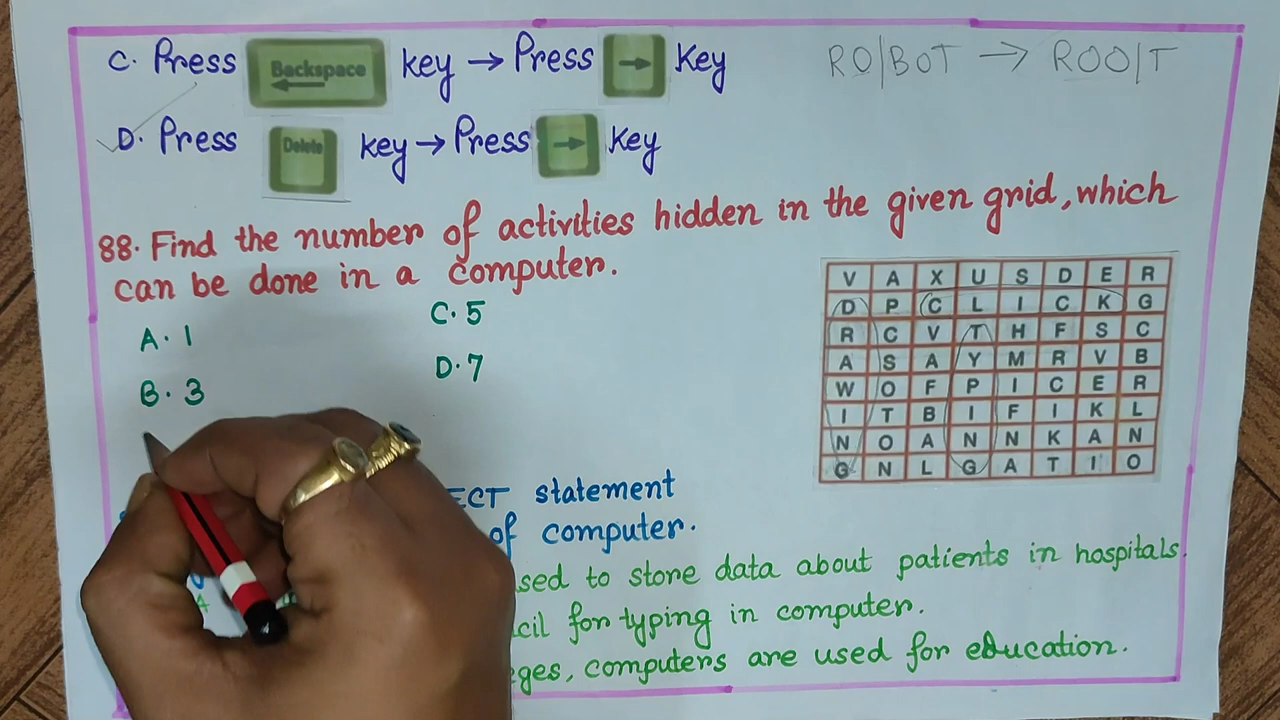 C. Press Backspace key → Press → Key
RO/BOT → ROO/T
D. Press Delete key → Press → Key
88. Find the number of activities hidden in the given grid, which
can be done in a computer.
A. 1
C. 5
B. 3
D. 7
V A X U S D E R
D P C L I C K G
R C V T H F S C
A S A Y M R V B
W O F P I C E R
I T B I F I K L
N O A N N K A N
G N L G A T I O
ECT statement
of computer.
sed to store data about patients in hospitals.
cil for typing in computer.
eges, computers are used for education.